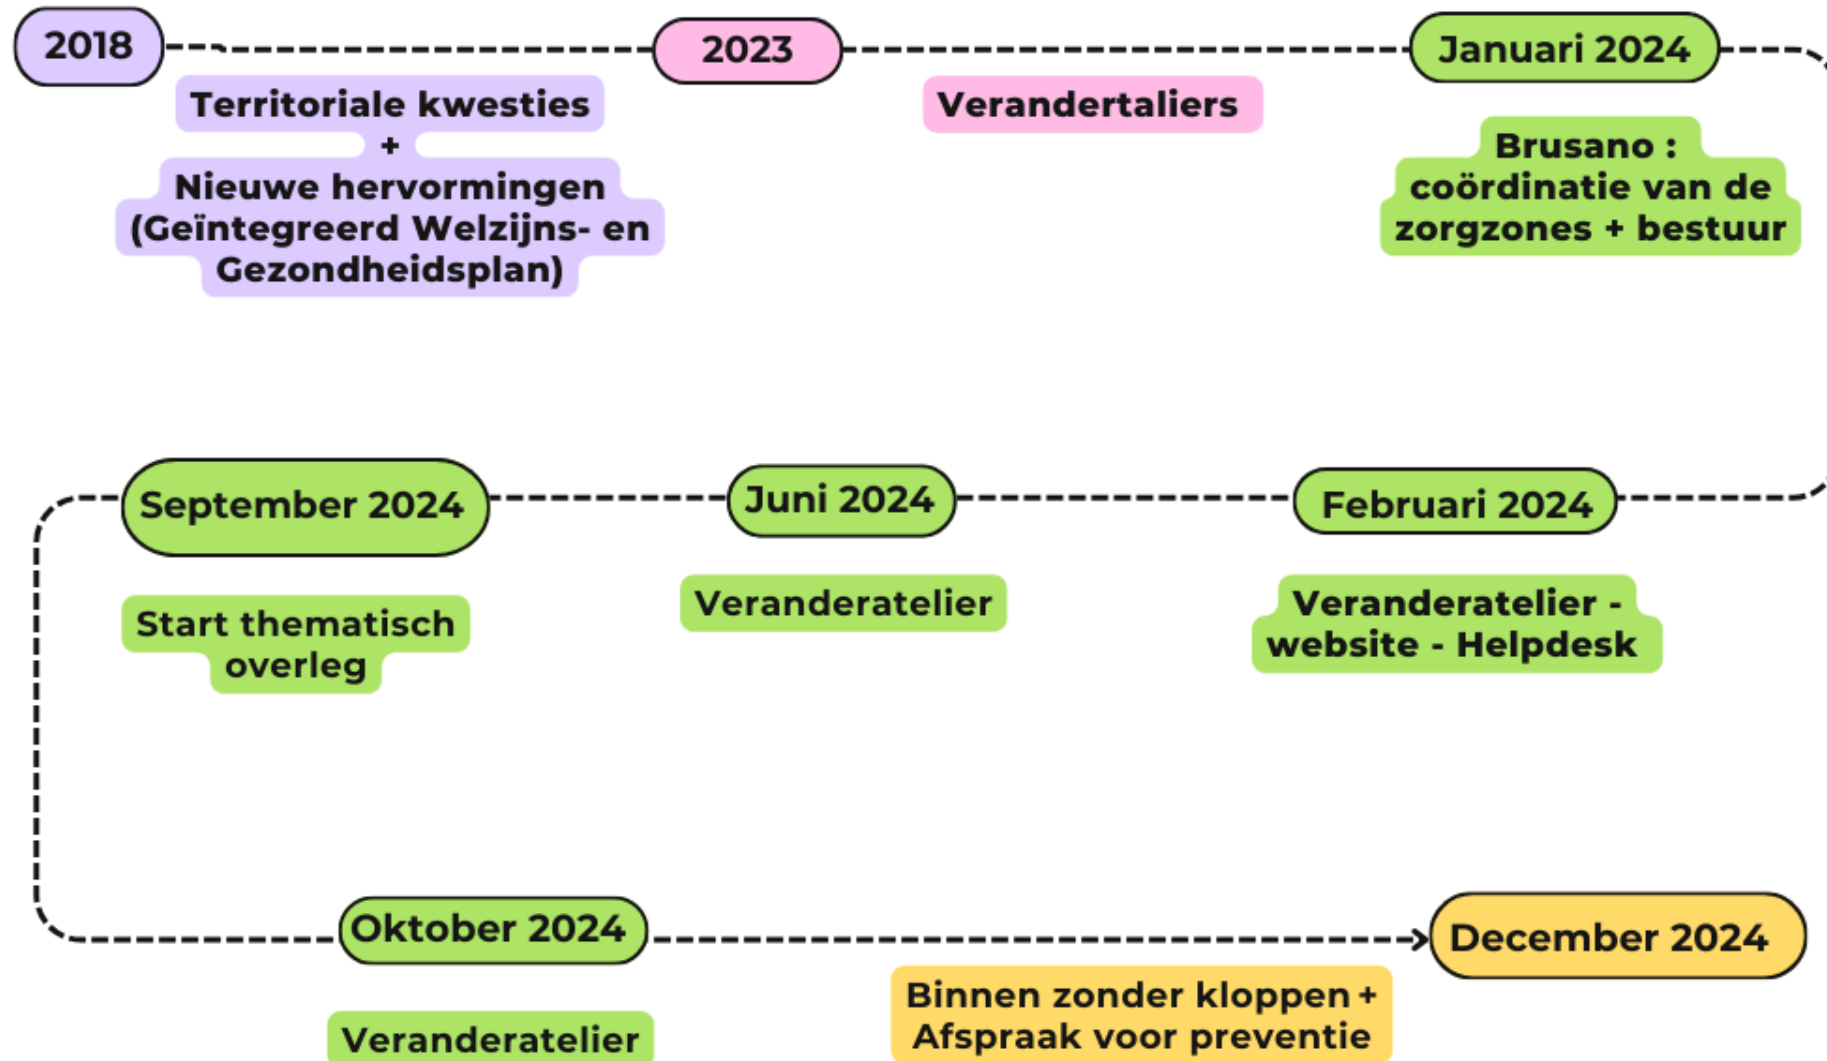 2018
Territoriale kwesties
+
Nieuwe hervormingen
(Geïntegreerd Welzijns- en
Gezondheidsplan)
2023
Verandertaliers
Januari 2024
Brusano :
coördinatie van de
zorgzones + bestuur
Februari 2024
Veranderatelier -
website - Helpdesk
Juni 2024
Veranderatelier
September 2024
Start thematisch
overleg
Oktober 2024
Veranderatelier
Binnen zonder kloppen +
Afspraak voor preventie
December 2024